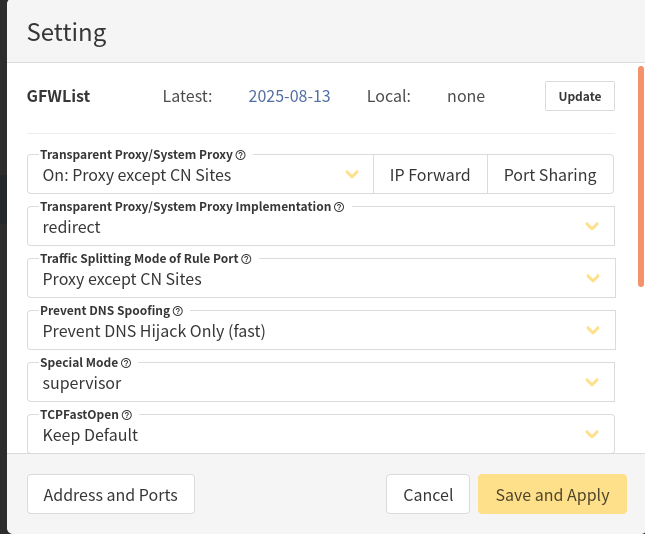 Setting
GFWList Latest: 2025-08-13 Local: none Update
Transparent Proxy/System Proxy
On: Proxy except CN Sites IP Forward Port Sharing
Transparent Proxy/System Proxy Implementation
redirect
Traffic Splitting Mode of Rule Port
Proxy except CN Sites
Prevent DNS Spoofing
Prevent DNS Hijack Only (fast)
Special Mode
supervisor
TCPFastOpen
Keep Default
Address and Ports Cancel Save and Apply